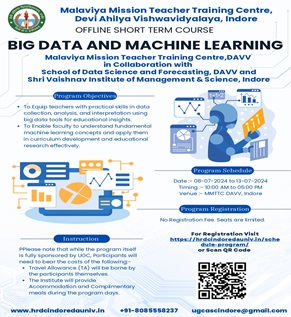 Malaviya Mission Teacher Training Centre,
Devi Ahilya Vishwavidyalaya, Indore
OFFLINE SHORT TERM COURSE
BIG DATA AND MACHINE LEARNING
Malaviya Mission Teacher Training Centre,DAVV
in Collaboration with
School of Data Science and Forecasting, DAVV and
Shri Vaishnav Institute of Management & Science, Indore
Program Objectives
• To Equip teachers with practical skills in data
collection, analysis, and interpretation using
big data tools for educational insights.
• To Enable faculty to understand fundamental
machine learning concepts and apply them
in curriculum development and educational
research effectively.
Program Schedule
Date :- 08-07-2024 to 13-07-2024
Timing :- 10:00 AM to 05:00 PM
Venue :- MMTTC DAVV, Indore
Program Registration
No Registration Fee. Seats are limited.
For Registration Visit
https://hrdcindoredauniv.in/sche
dule-program/
or Scan QR Code
Instruction
PPlease note that while the program itself
is fully sponsored by UGC, Participants will
need to bear the costs of the following:-
• Travel Allowance (TA) will be borne by
the participants themselves.
• The Institute will provide
Accommodation and Complimentary
meals during the program days.
www.hrdcindoredauniv.in +91-8085558237 ugcascindore@gmail.com